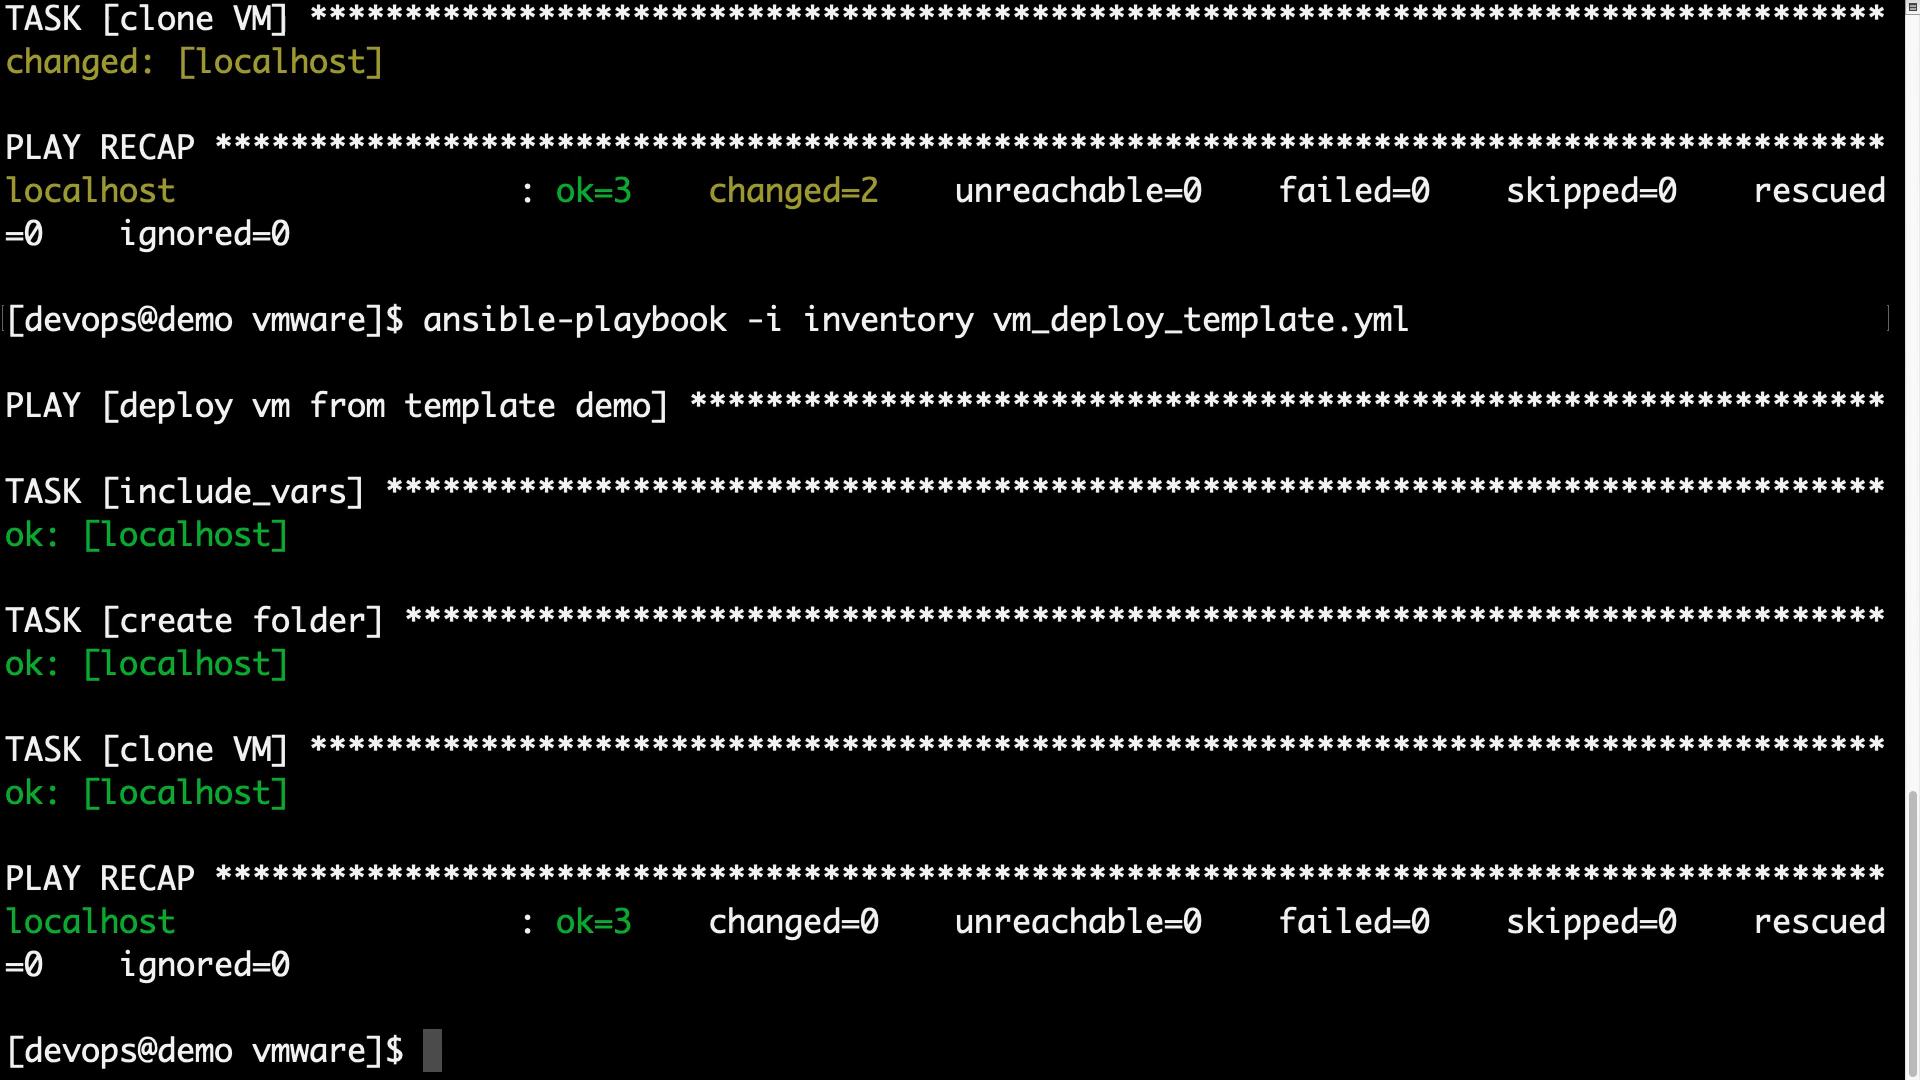 TASK [clone VM] ***********************************************************************************
changed: [localhost]
PLAY RECAP ****************************************************************************************
localhost                  : ok=3    changed=2    unreachable=0    failed=0    skipped=0    rescued
=0    ignored=0
[devops@demo vmware]$ ansible-playbook -i inventory vm_deploy_template.yml
PLAY [deploy vm from template demo] ***************************************************************
TASK [include_vars] *******************************************************************************
ok: [localhost]
TASK [create folder] ******************************************************************************
ok: [localhost]
TASK [clone VM] ***********************************************************************************
ok: [localhost]
PLAY RECAP ****************************************************************************************
localhost                  : ok=3    changed=0    unreachable=0    failed=0    skipped=0    rescued
=0    ignored=0
[devops@demo vmware]$